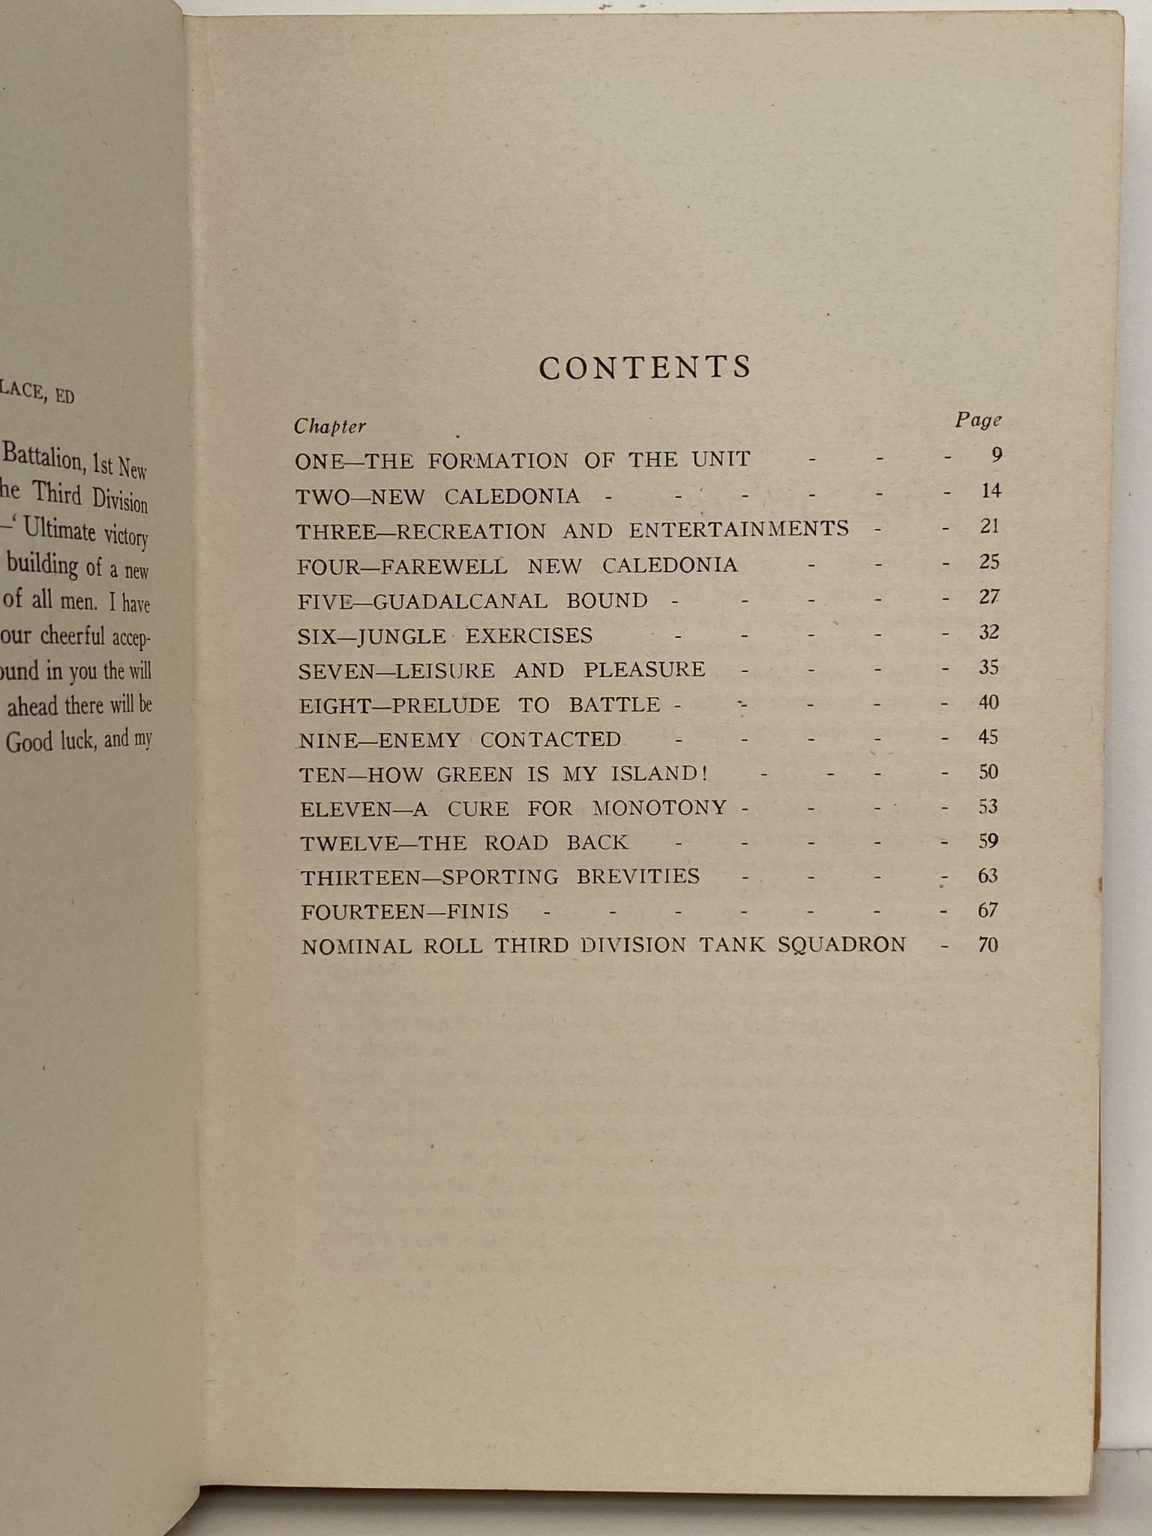 LACE, ED
Battalion, 1st New
he Third Division
—‘ Ultimate victory
building of a new
of all men. I have
our cheerful accep-
ound in you the will
ahead there will be
Good luck, and my
CONTENTS
Chapter Page
ONE—THE FORMATION OF THE UNIT - - - 9
TWO—NEW CALEDONIA - - - - - - 14
THREE—RECREATION AND ENTERTAINMENTS - - 21
FOUR—FAREWELL NEW CALEDONIA - - - 25
FIVE—GUADALCANAL BOUND - - - - - 27
SIX—JUNGLE EXERCISES - - - - - 32
SEVEN—LEISURE AND PLEASURE - - - - 35
EIGHT—PRELUDE TO BATTLE - - - - - 40
NINE—ENEMY CONTACTED - - - - - 45
TEN—HOW GREEN IS MY ISLAND! - - - - 50
ELEVEN—A CURE FOR MONOTONY - - - - 53
TWELVE—THE ROAD BACK - - - - - 59
THIRTEEN—SPORTING BREVITIES - - - - 63
FOURTEEN—FINIS - - - - - - - 67
NOMINAL ROLL THIRD DIVISION TANK SQUADRON - 70